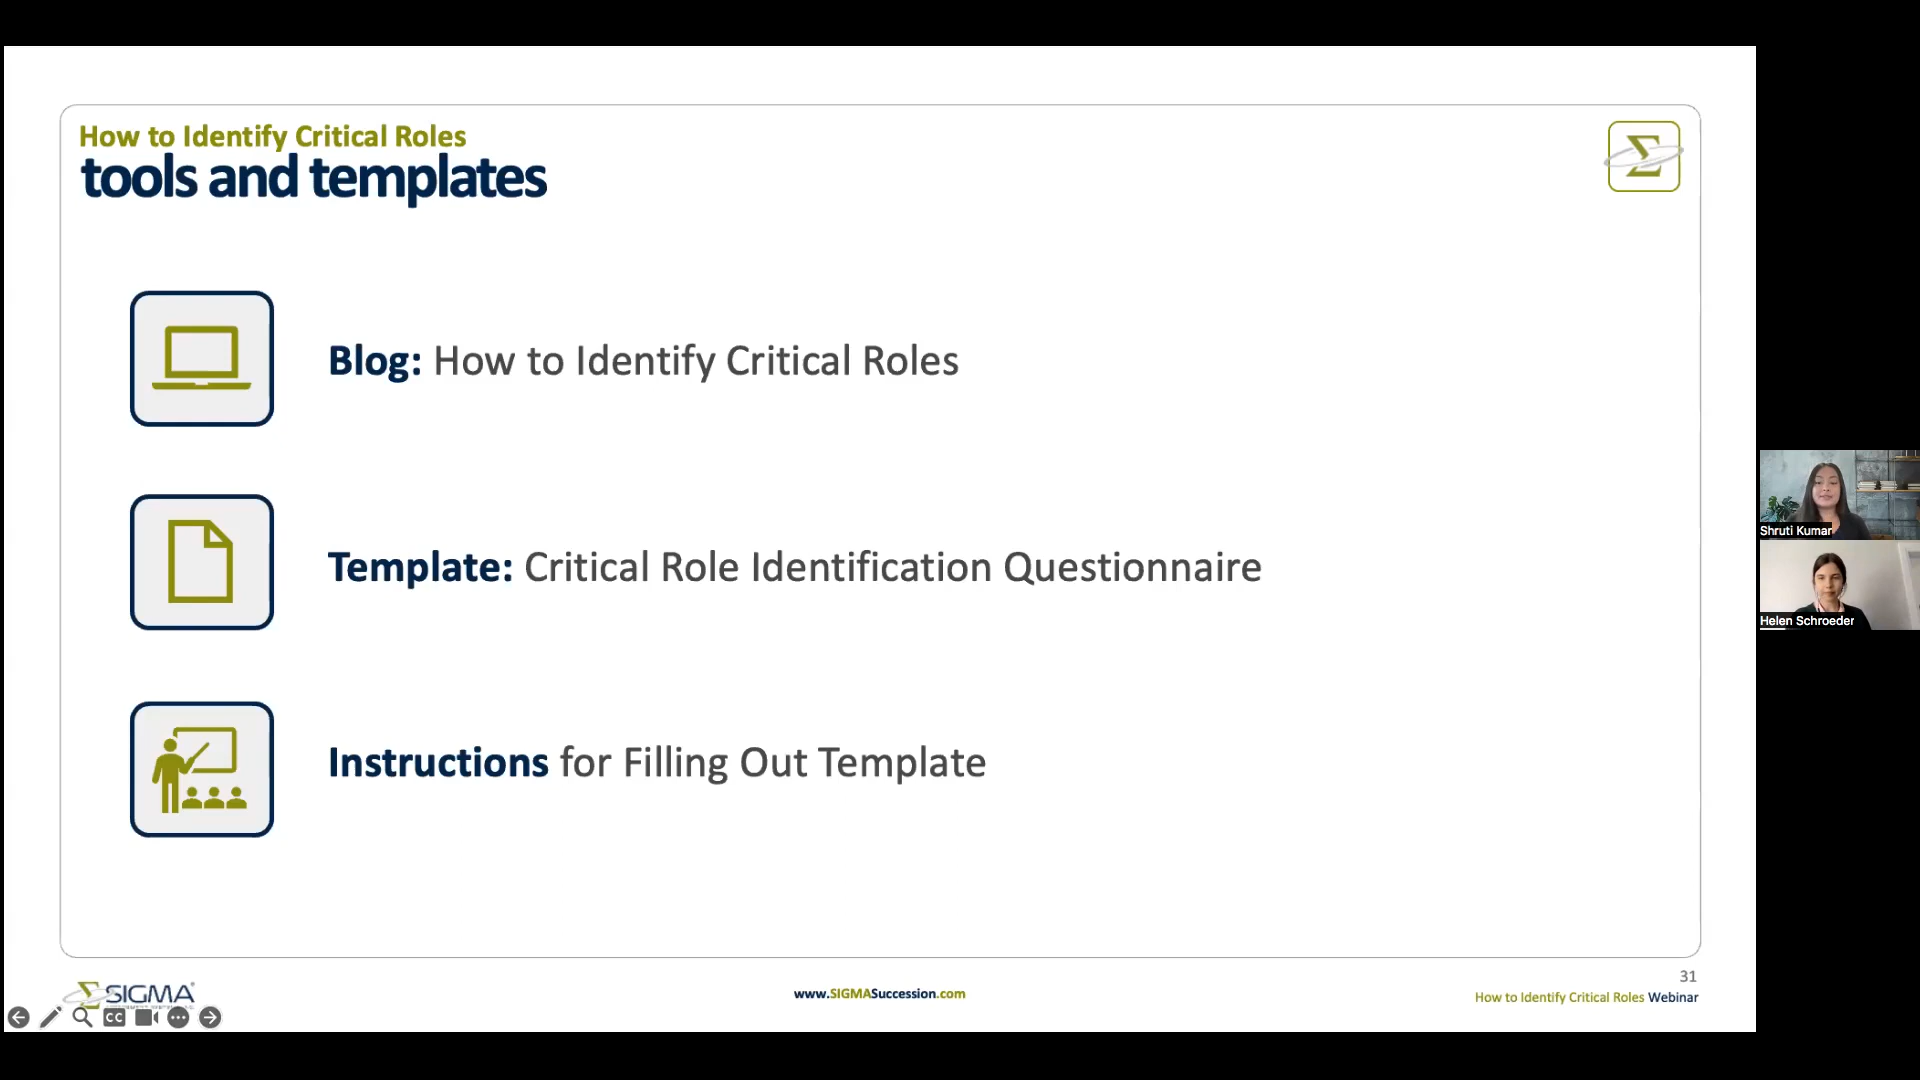 How to Identify Critical Roles
tools and templates
Σ
Blog: How to Identify Critical Roles
Template: Critical Role Identification Questionnaire
Instructions for Filling Out Template
Shruti Kumar
Helen Schroeder
ΣSIGMA
www.SIGMASuccession.com
31
How to Identify Critical Roles Webinar
CC